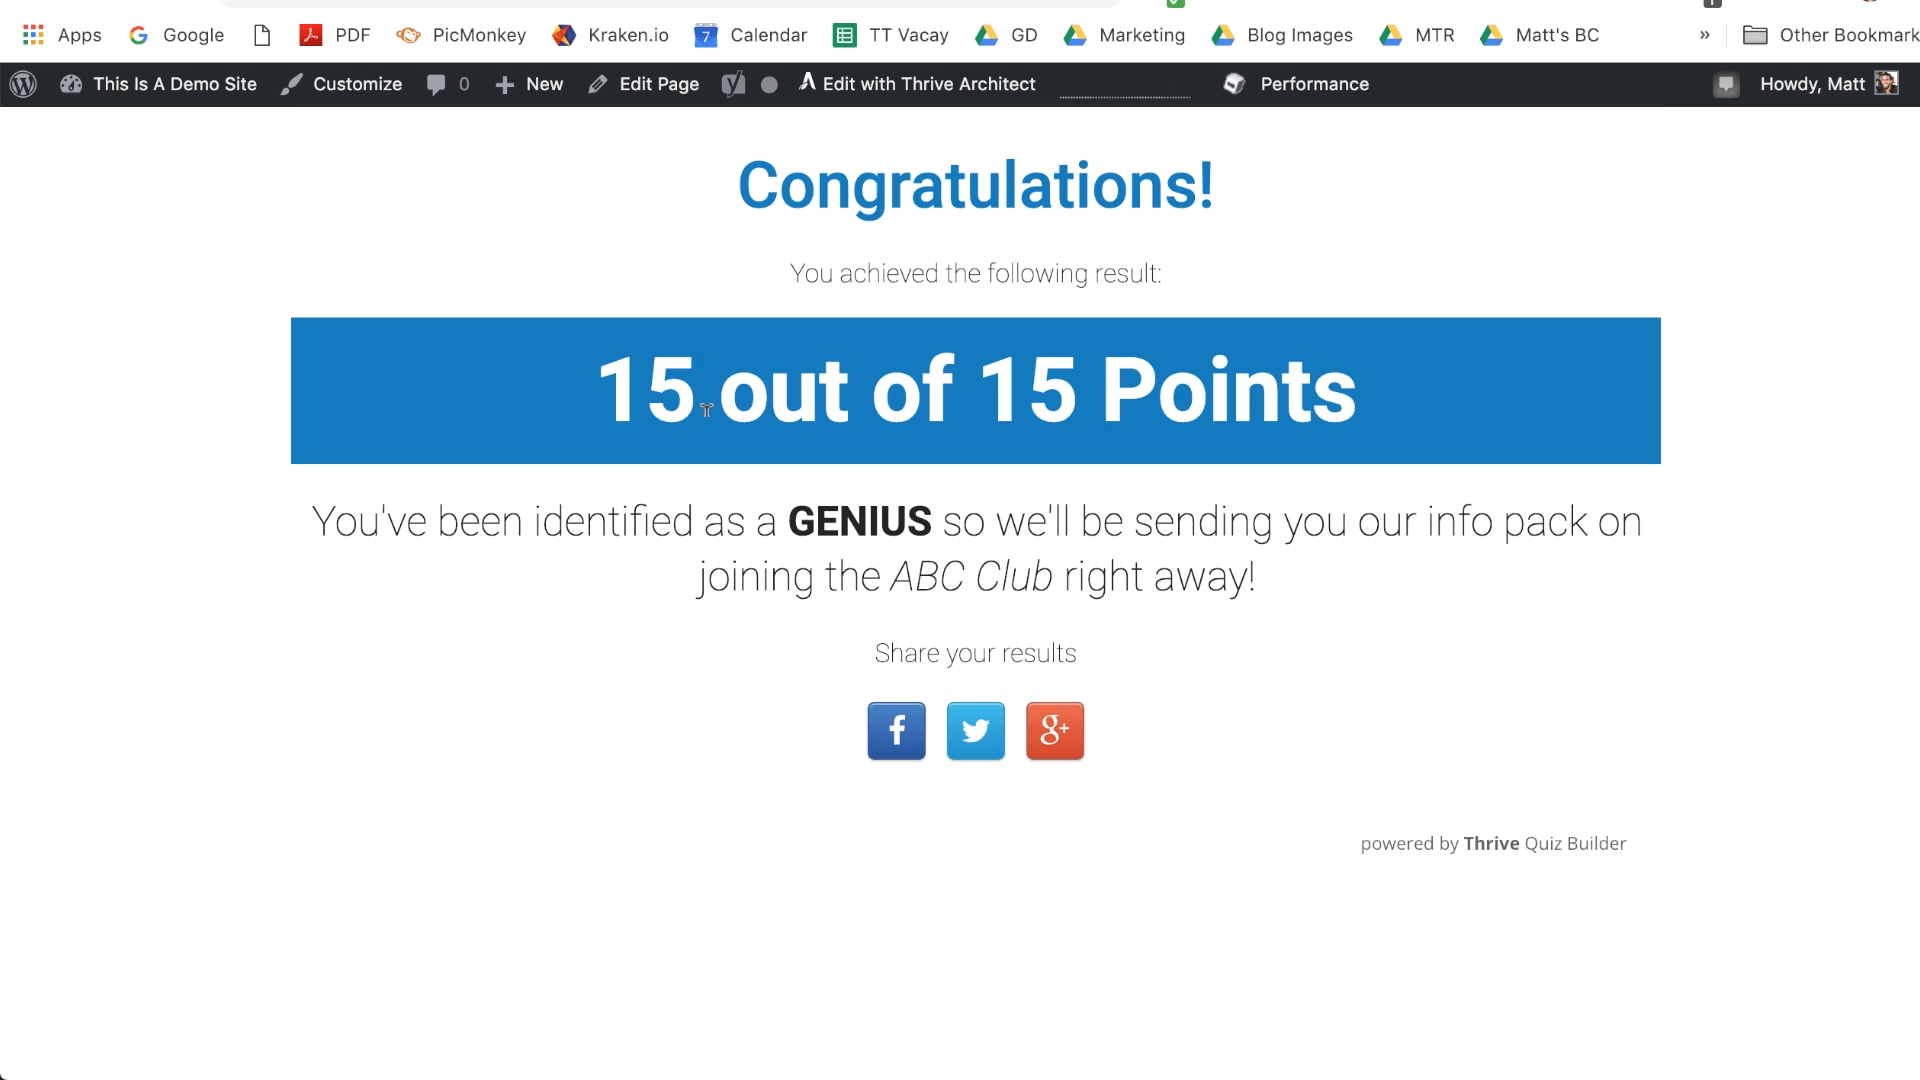 Apps Google PDF PicMonkey Kraken.io 7 Calendar TT Vacay GD Marketing Blog Images MTR Matt's BC » Other Bookmark
This Is A Demo Site Customize 0 New Edit Page Edit with Thrive Architect Performance Howdy, Matt
Congratulations!
You achieved the following result:
15 out of 15 Points
You've been identified as a GENIUS so we'll be sending you our info pack on
joining the ABC Club right away!
Share your results
f g+
powered by Thrive Quiz Builder